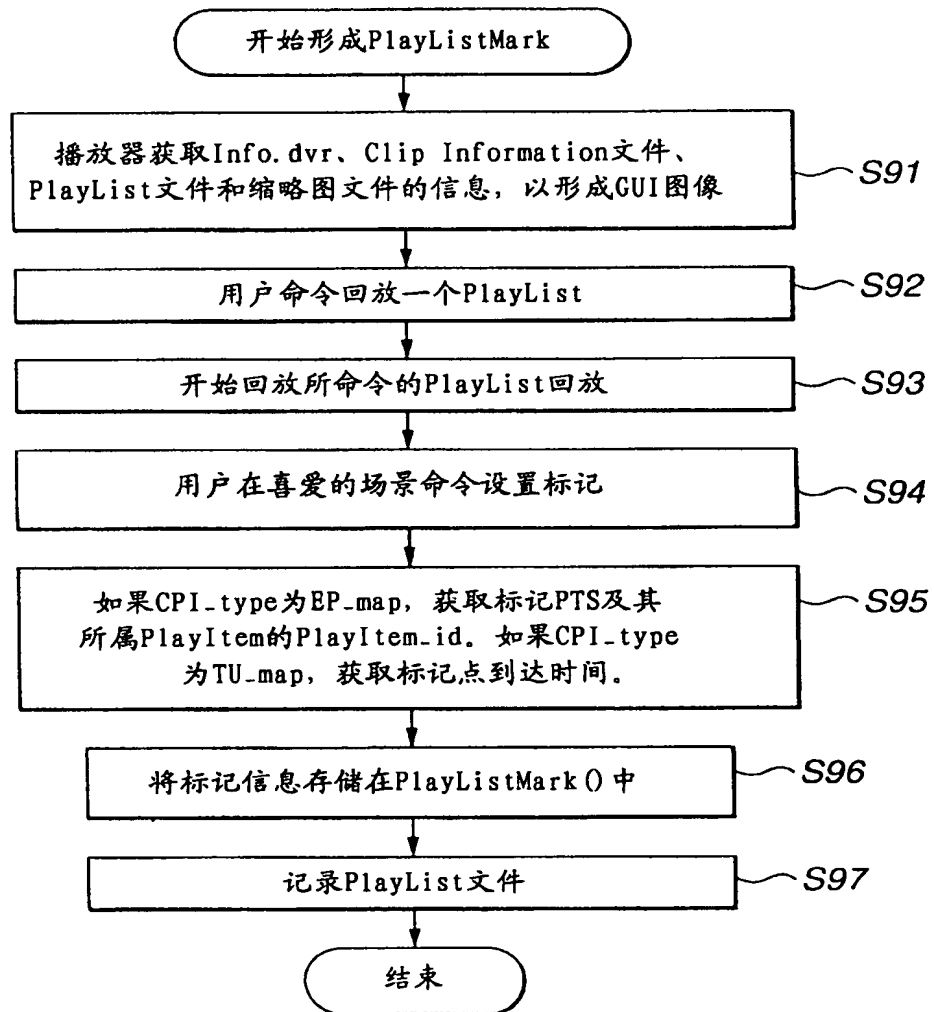 开始形成PlayListMark
播放器获取Info.dvr、Clip Information文件、
PlayList文件和缩略图文件的信息，以形成GUI图像
S91
用户命令回放一个PlayList
S92
开始回放所命令的PlayList回放
S93
用户在喜爱的场景命令设置标记
S94
如果CPI_type为EP_map，获取标记PTS及其
所属PlayItem的PlayItem_id。如果CPI_type
为TU_map，获取标记点到达时间。
S95
将标记信息存储在PlayListMark()中
S96
记录PlayList文件
S97
结束